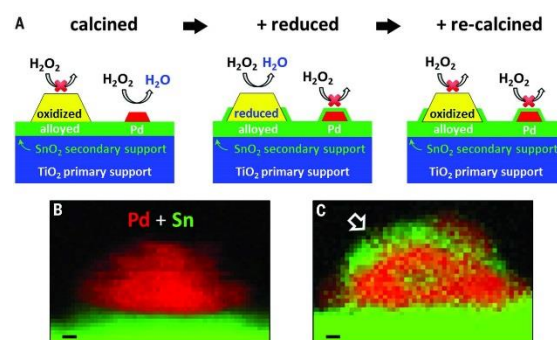 A calcined + reduced + re-calcined
H₂O₂ H₂O₂ H₂O H₂O₂ H₂O H₂O₂ H₂O₂ H₂O₂
oxidized reduced oxidized
alloyed Pd alloyed Pd alloyed Pd
SnO₂ secondary support SnO₂ secondary support SnO₂ secondary support
TiO₂ primary support TiO₂ primary support TiO₂ primary support
B Pd + Sn C